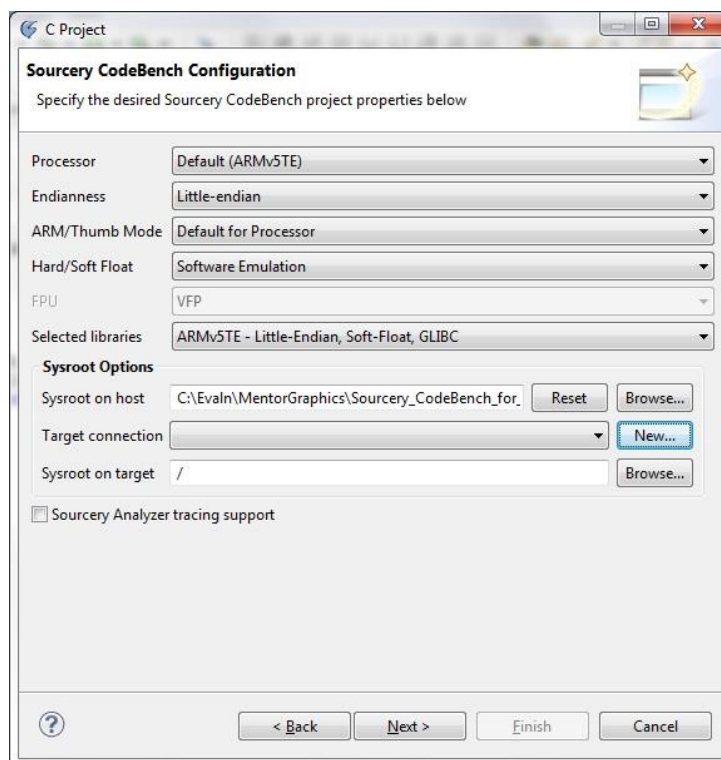 C Project
Sourcery CodeBench Configuration
Specify the desired Sourcery CodeBench project properties below
Processor Default (ARMv5TE)
Endianness Little-endian
ARM/Thumb Mode Default for Processor
Hard/Soft Float Software Emulation
FPU VFP
Selected libraries ARMv5TE - Little-Endian, Soft-Float, GLIBC
Sysroot Options
Sysroot on host C:\Evaln\MentorGraphics\Sourcery_CodeBench_for_ Reset Browse...
Target connection New...
Sysroot on target / Browse...
Sourcery Analyzer tracing support
? < Back Next > Finish Cancel